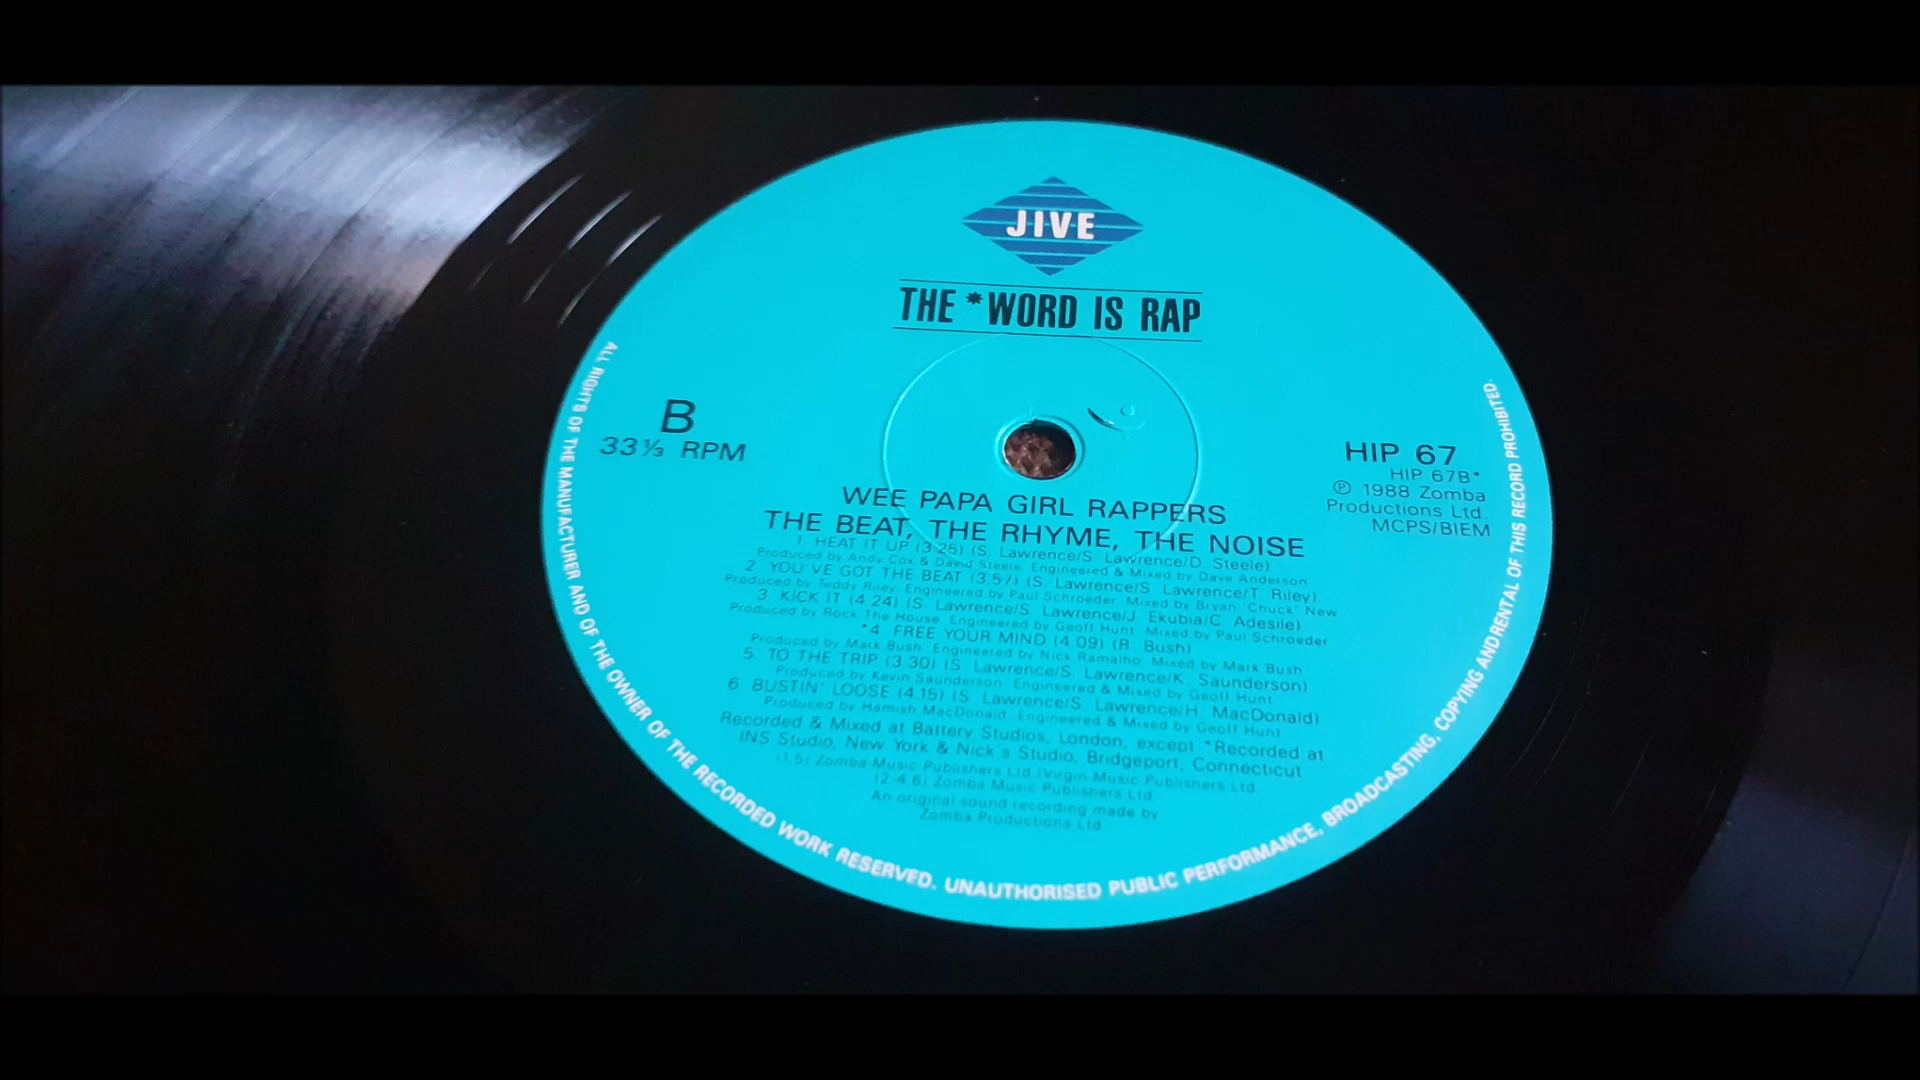 JIVE
THE *WORD IS RAP
B
33⅓ RPM
HIP 67
HIP 67B*
Ⓟ 1988 Zomba
Productions Ltd.
MCPS/BIEM
WEE PAPA GIRL RAPPERS
THE BEAT, THE RHYME, THE NOISE
1. HEAT IT UP (3.25) (S. Lawrence/S. Lawrence/D. Steele)
Produced by Andy Cox & David Steele. Engineered & Mixed by Dave Anderson
2. YOU'VE GOT THE BEAT (3.57) (S. Lawrence/S. Lawrence/T. Riley)
Produced by Teddy Riley. Engineered by Paul Schroeder. Mixed by Bryan 'Chuck' New
3. KICK IT (4.24) (S. Lawrence/S. Lawrence/J. Ekubia/C. Adesile)
Produced by Rock The House. Engineered by Geoff Hunt. Mixed by Paul Schroeder
*4. FREE YOUR MIND (4.09) (R. Bush)
Produced by Mark Bush. Engineered by Nick Ramalho. Mixed by Mark Bush
5. TO THE TRIP (3.30) (S. Lawrence/S. Lawrence/K. Saunderson)
Produced by Kevin Saunderson. Engineered & Mixed by Geoff Hunt
6. BUSTIN' LOOSE (4.15) (S. Lawrence/S. Lawrence/H. MacDonald)
Produced by Hamish MacDonald. Engineered & Mixed by Geoff Hunt
Recorded & Mixed at Battery Studios, London, except *Recorded at
INS Studio, New York & Nick's Studio, Bridgeport, Connecticut
(1,5) Zomba Music Publishers Ltd./Virgin Music Publishers Ltd.
(2-4,6) Zomba Music Publishers Ltd.
An original sound recording made by
Zomba Productions Ltd
ALL RIGHTS OF THE MANUFACTURER AND OF THE OWNER OF THE RECORDED WORK RESERVED. UNAUTHORISED PUBLIC PERFORMANCE, BROADCASTING, COPYING AND RENTAL OF THIS RECORD PROHIBITED.